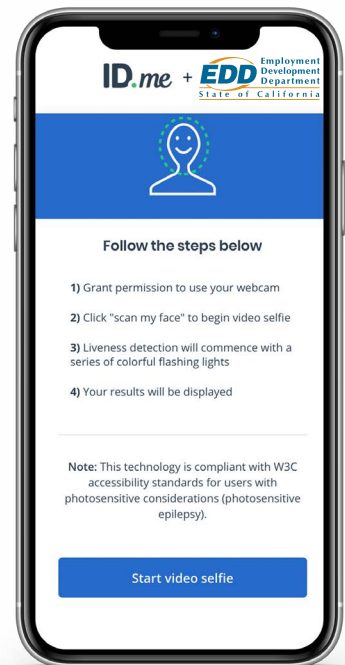 ID.me + EDD Employment
Development
Department
State of California
Follow the steps below
1) Grant permission to use your webcam
2) Click "scan my face" to begin video selfie
3) Liveness detection will commence with a
series of colorful flashing lights
4) Your results will be displayed
Note: This technology is compliant with W3C
accessibility standards for users with
photosensitive considerations (photosensitive
epilepsy).
Start video selfie